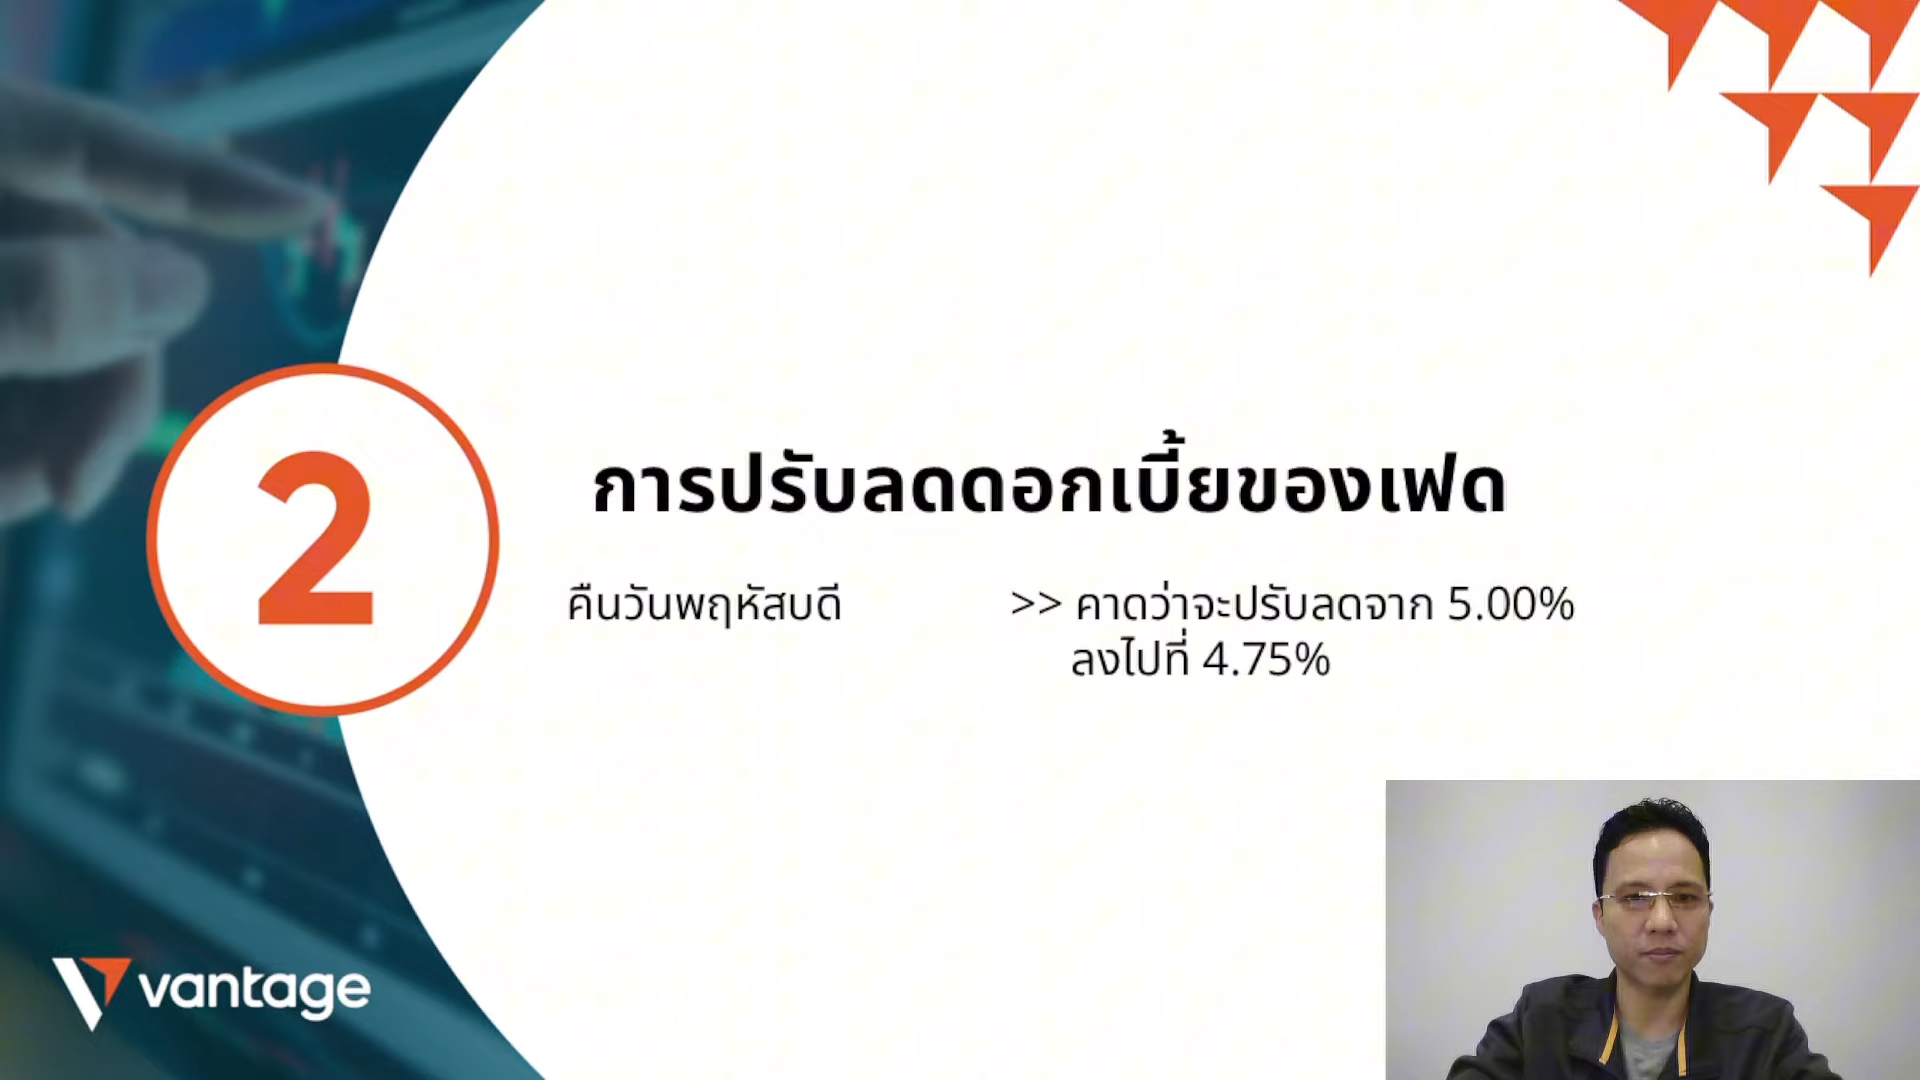 2
การปรับลดดอกเบี้ยของเฟด
คืนวันพฤหัสบดี >> คาดว่าจะปรับลดจาก 5.00%
ลงไปที่ 4.75%
vantage